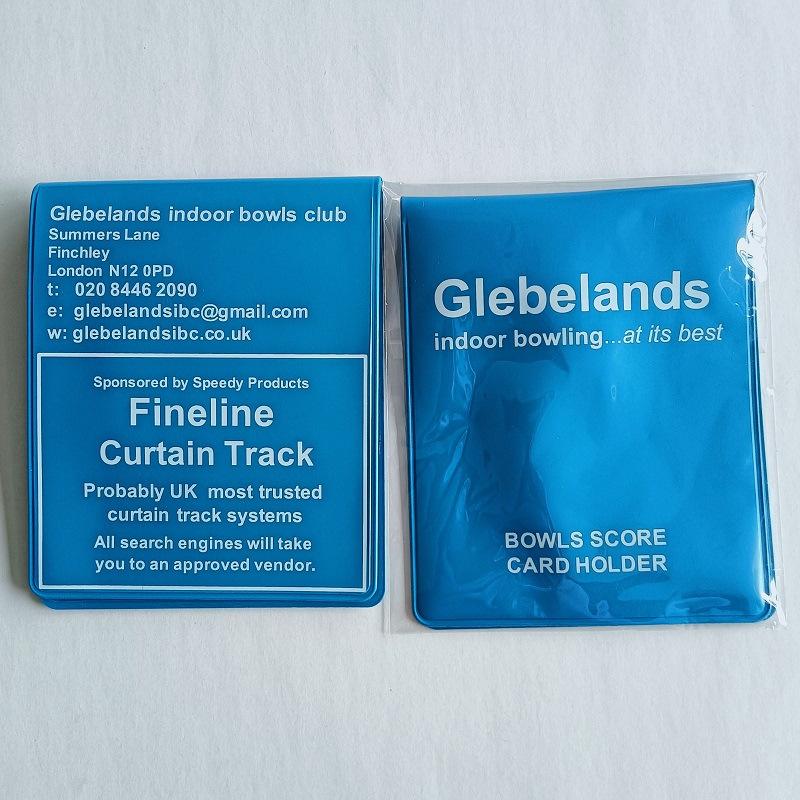 Glebelands indoor bowls club
Summers Lane
Finchley
London N12 0PD
t: 020 8446 2090
e: glebelandsibc@gmail.com
w: glebelandsibc.co.uk
Sponsored by Speedy Products
Fineline
Curtain Track
Probably UK most trusted
curtain track systems
All search engines will take
you to an approved vendor.
Glebelands
indoor bowling...at its best
BOWLS SCORE
CARD HOLDER